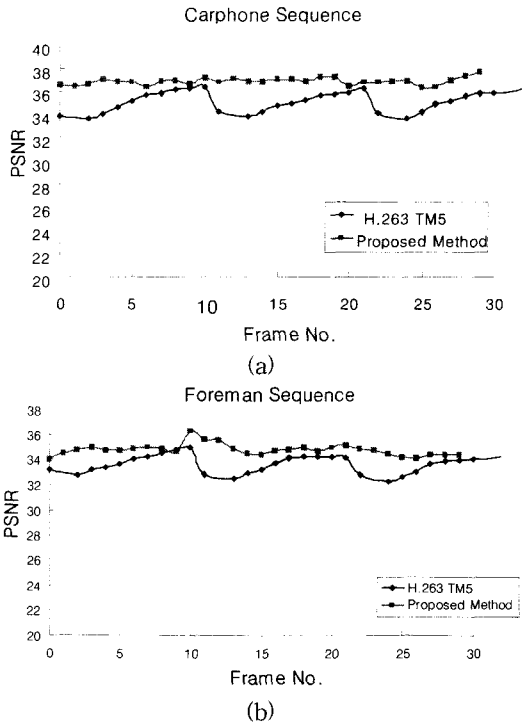 Carphone Sequence
40
38
36
34
32
30
28
26
24
22
20
PSNR
H.263 TM5
Proposed Method
0 5 10 15 20 25 30
Frame No.
(a)
Foreman Sequence
38
36
34
32
30
28
26
24
22
20
PSNR
H.263 TM5
Proposed Method
0 5 10 15 20 25 30
Frame No.
(b)